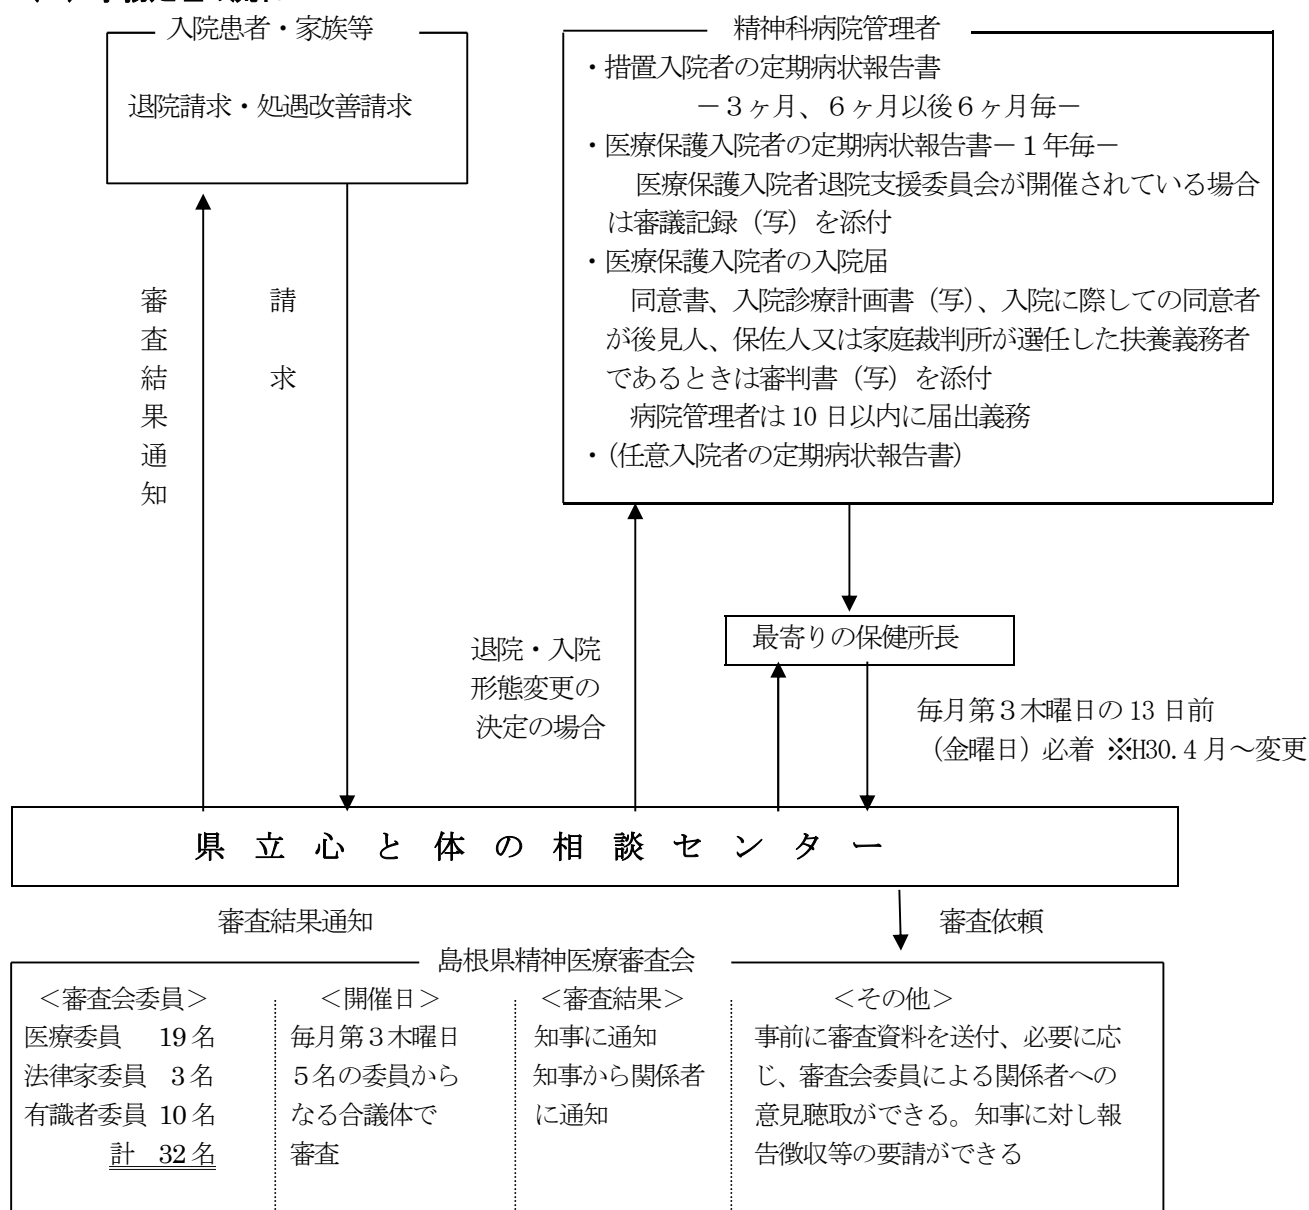 入院患者・家族等
退院請求・処遇改善請求
精神科病院管理者
・措置入院者の定期病状報告書
－３ヶ月、６ヶ月以後６ヶ月毎－
・医療保護入院者の定期病状報告書－１年毎－
医療保護入院者退院支援委員会が開催されている場合
は審議記録（写）を添付
・医療保護入院者の入院届
同意書、入院診療計画書（写）、入院に際しての同意者
が後見人、保佐人又は家庭裁判所が選任した扶養義務者
であるときは審判書（写）を添付
病院管理者は10日以内に届出義務
・（任意入院者の定期病状報告書）
審査結果通知
請求
退院・入院
形態変更の
決定の場合
最寄りの保健所長
毎月第３木曜日の13日前
（金曜日）必着 ※H30.4月～変更
県立心と体の相談センター
審査結果通知
審査依頼
島根県精神医療審査会
＜審査会委員＞
医療委員 19名
法律家委員 3名
有識者委員 10名
計 32名
＜開催日＞
毎月第３木曜日
５名の委員から
なる合議体で
審査
＜審査結果＞
知事に通知
知事から関係者
に通知
＜その他＞
事前に審査資料を送付、必要に応
じ、審査会委員による関係者への
意見聴取ができる。知事に対し報
告徴収等の要請ができる